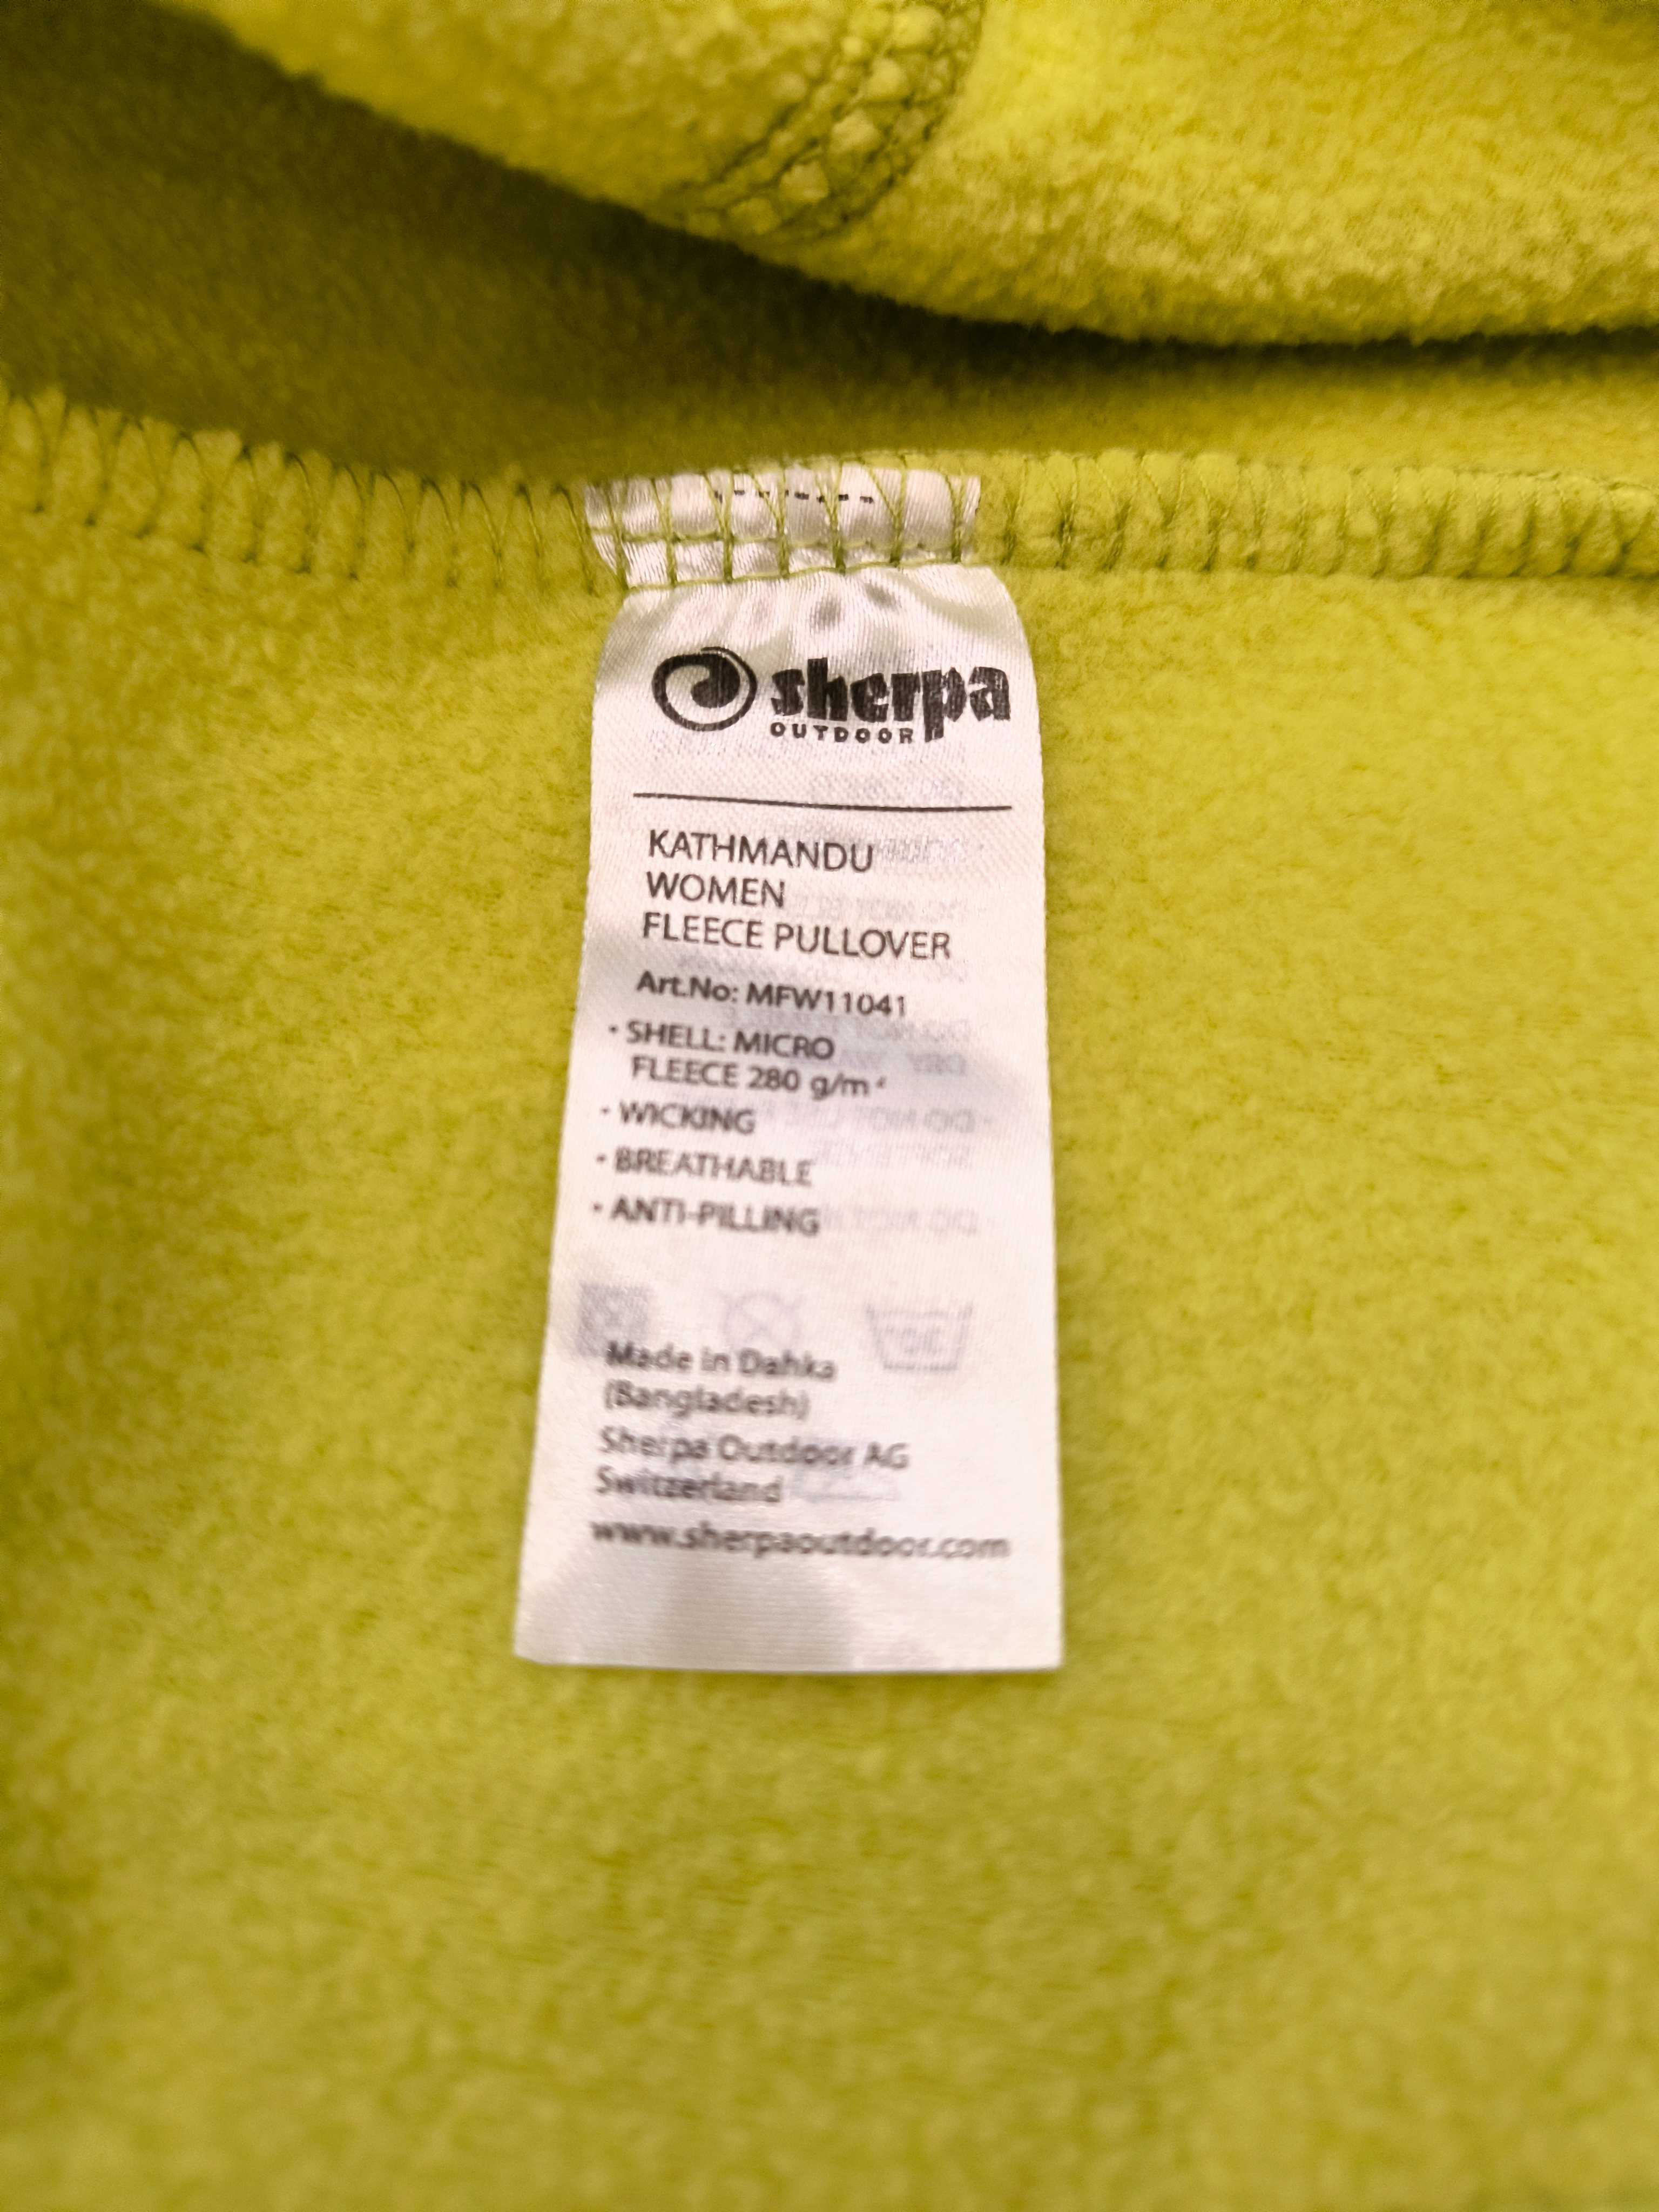 sherpa
OUTDOOR
KATHMANDU
WOMEN
FLEECE PULLOVER
Art.No: MFW11041
• SHELL: MICRO
FLEECE 280 g/m²
• WICKING
• BREATHABLE
• ANTI-PILLING
Made in Dahka
(Bangladesh)
Sherpa Outdoor AG
Switzerland
www.sherpaoutdoor.com